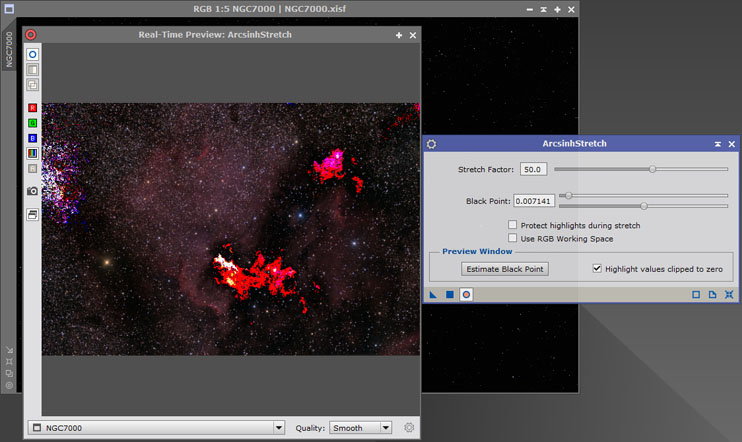 RGB 1:5 NGC7000 | NGC7000.xisf
NGC7000
Real-Time Preview: ArcsinhStretch
R
G
B
NGC7000
Quality: Smooth
ArcsinhStretch
Stretch Factor: 50.0
Black Point: 0.007141
Protect highlights during stretch
Use RGB Working Space
Preview Window
Estimate Black Point
Highlight values clipped to zero